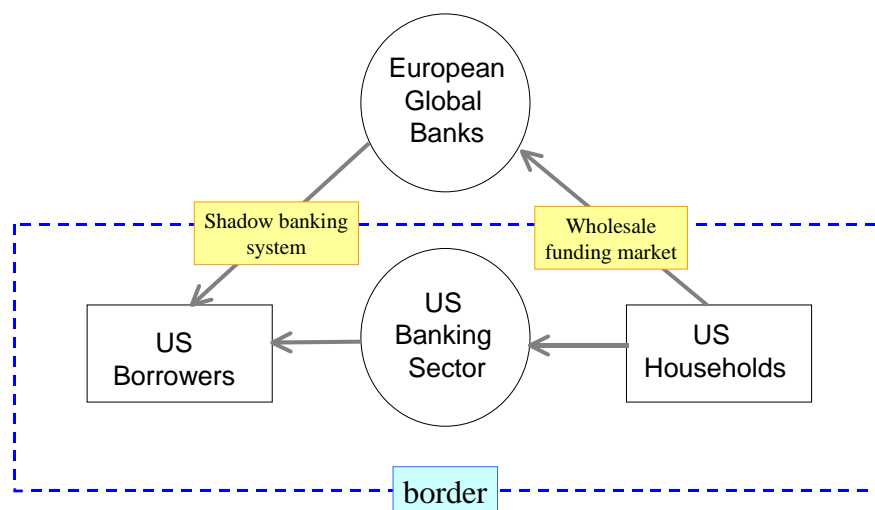 European
Global
Banks
Shadow banking
system
Wholesale
funding market
US
Borrowers
US
Banking
Sector
US
Households
border